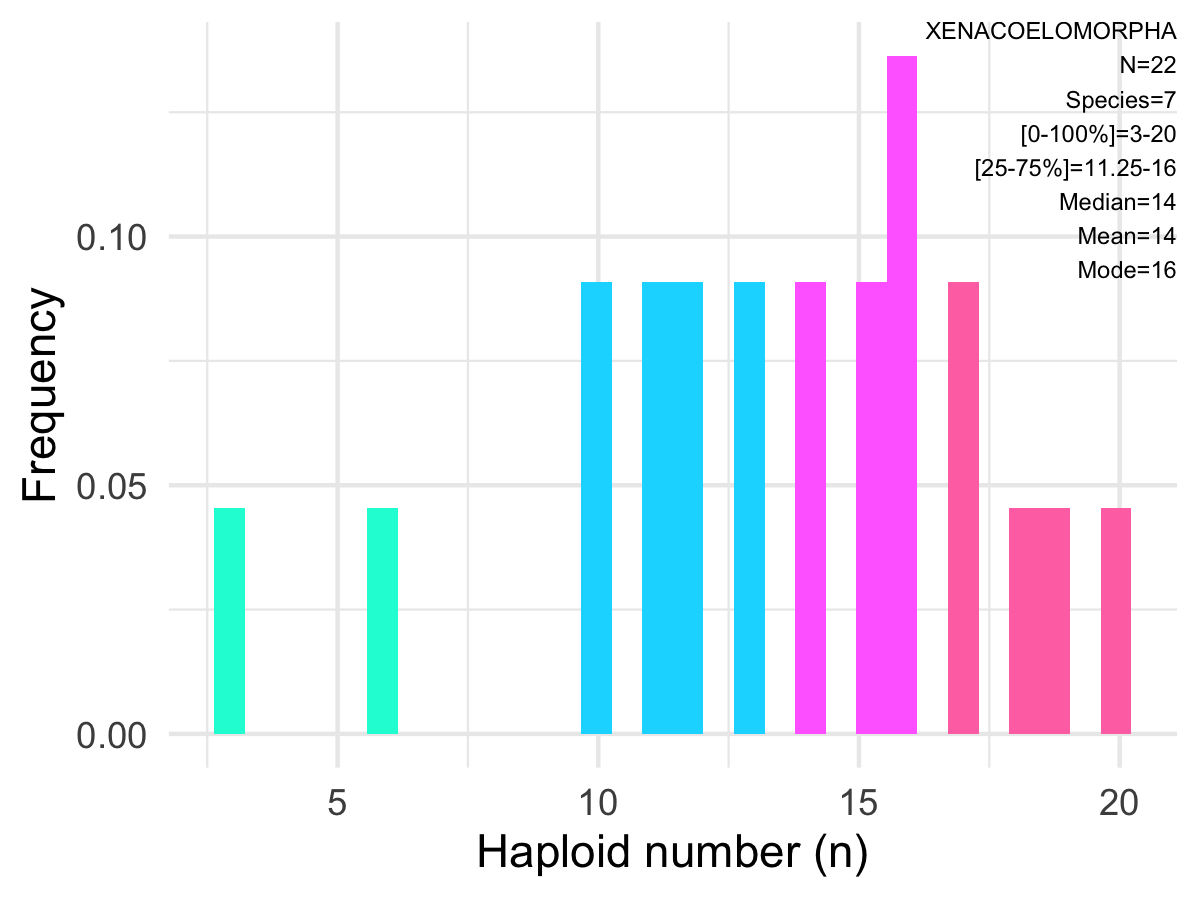 XENACOELOMORPHA
N=22
Species=7
[0-100%]=3-20
[25-75%]=11.25-16
Median=14
Mean=14
Mode=16
Frequency
0.10
0.05
0.00
5 10 15 20
Haploid number (n)